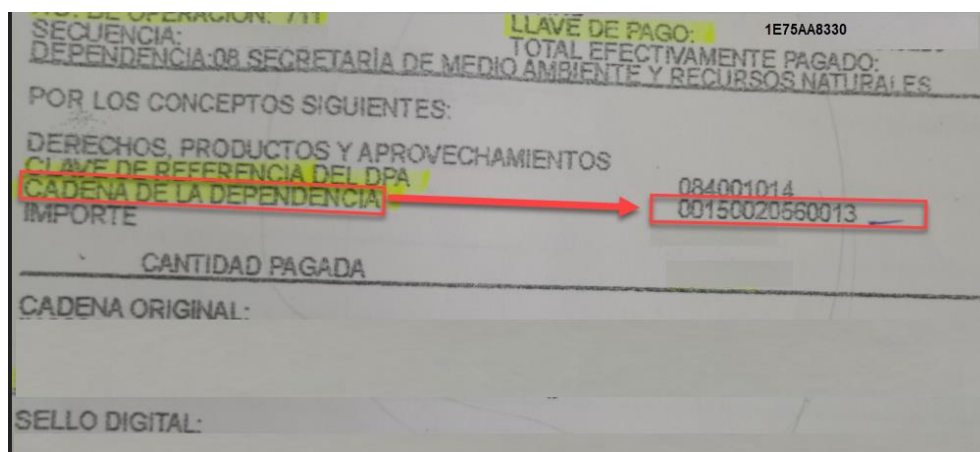 NO. DE OPERACIÓN: 711
LLAVE DE PAGO: 1E75AA8330
SECUENCIA:
TOTAL EFECTIVAMENTE PAGADO:
DEPENDENCIA:08 SECRETARÍA DE MEDIO AMBIENTE Y RECURSOS NATURALES
POR LOS CONCEPTOS SIGUIENTES:
DERECHOS, PRODUCTOS Y APROVECHAMIENTOS
CLAVE DE REFERENCIA DEL DPA 084001014
CADENA DE LA DEPENDENCIA 00150020560013
IMPORTE
CANTIDAD PAGADA
CADENA ORIGINAL:
SELLO DIGITAL: